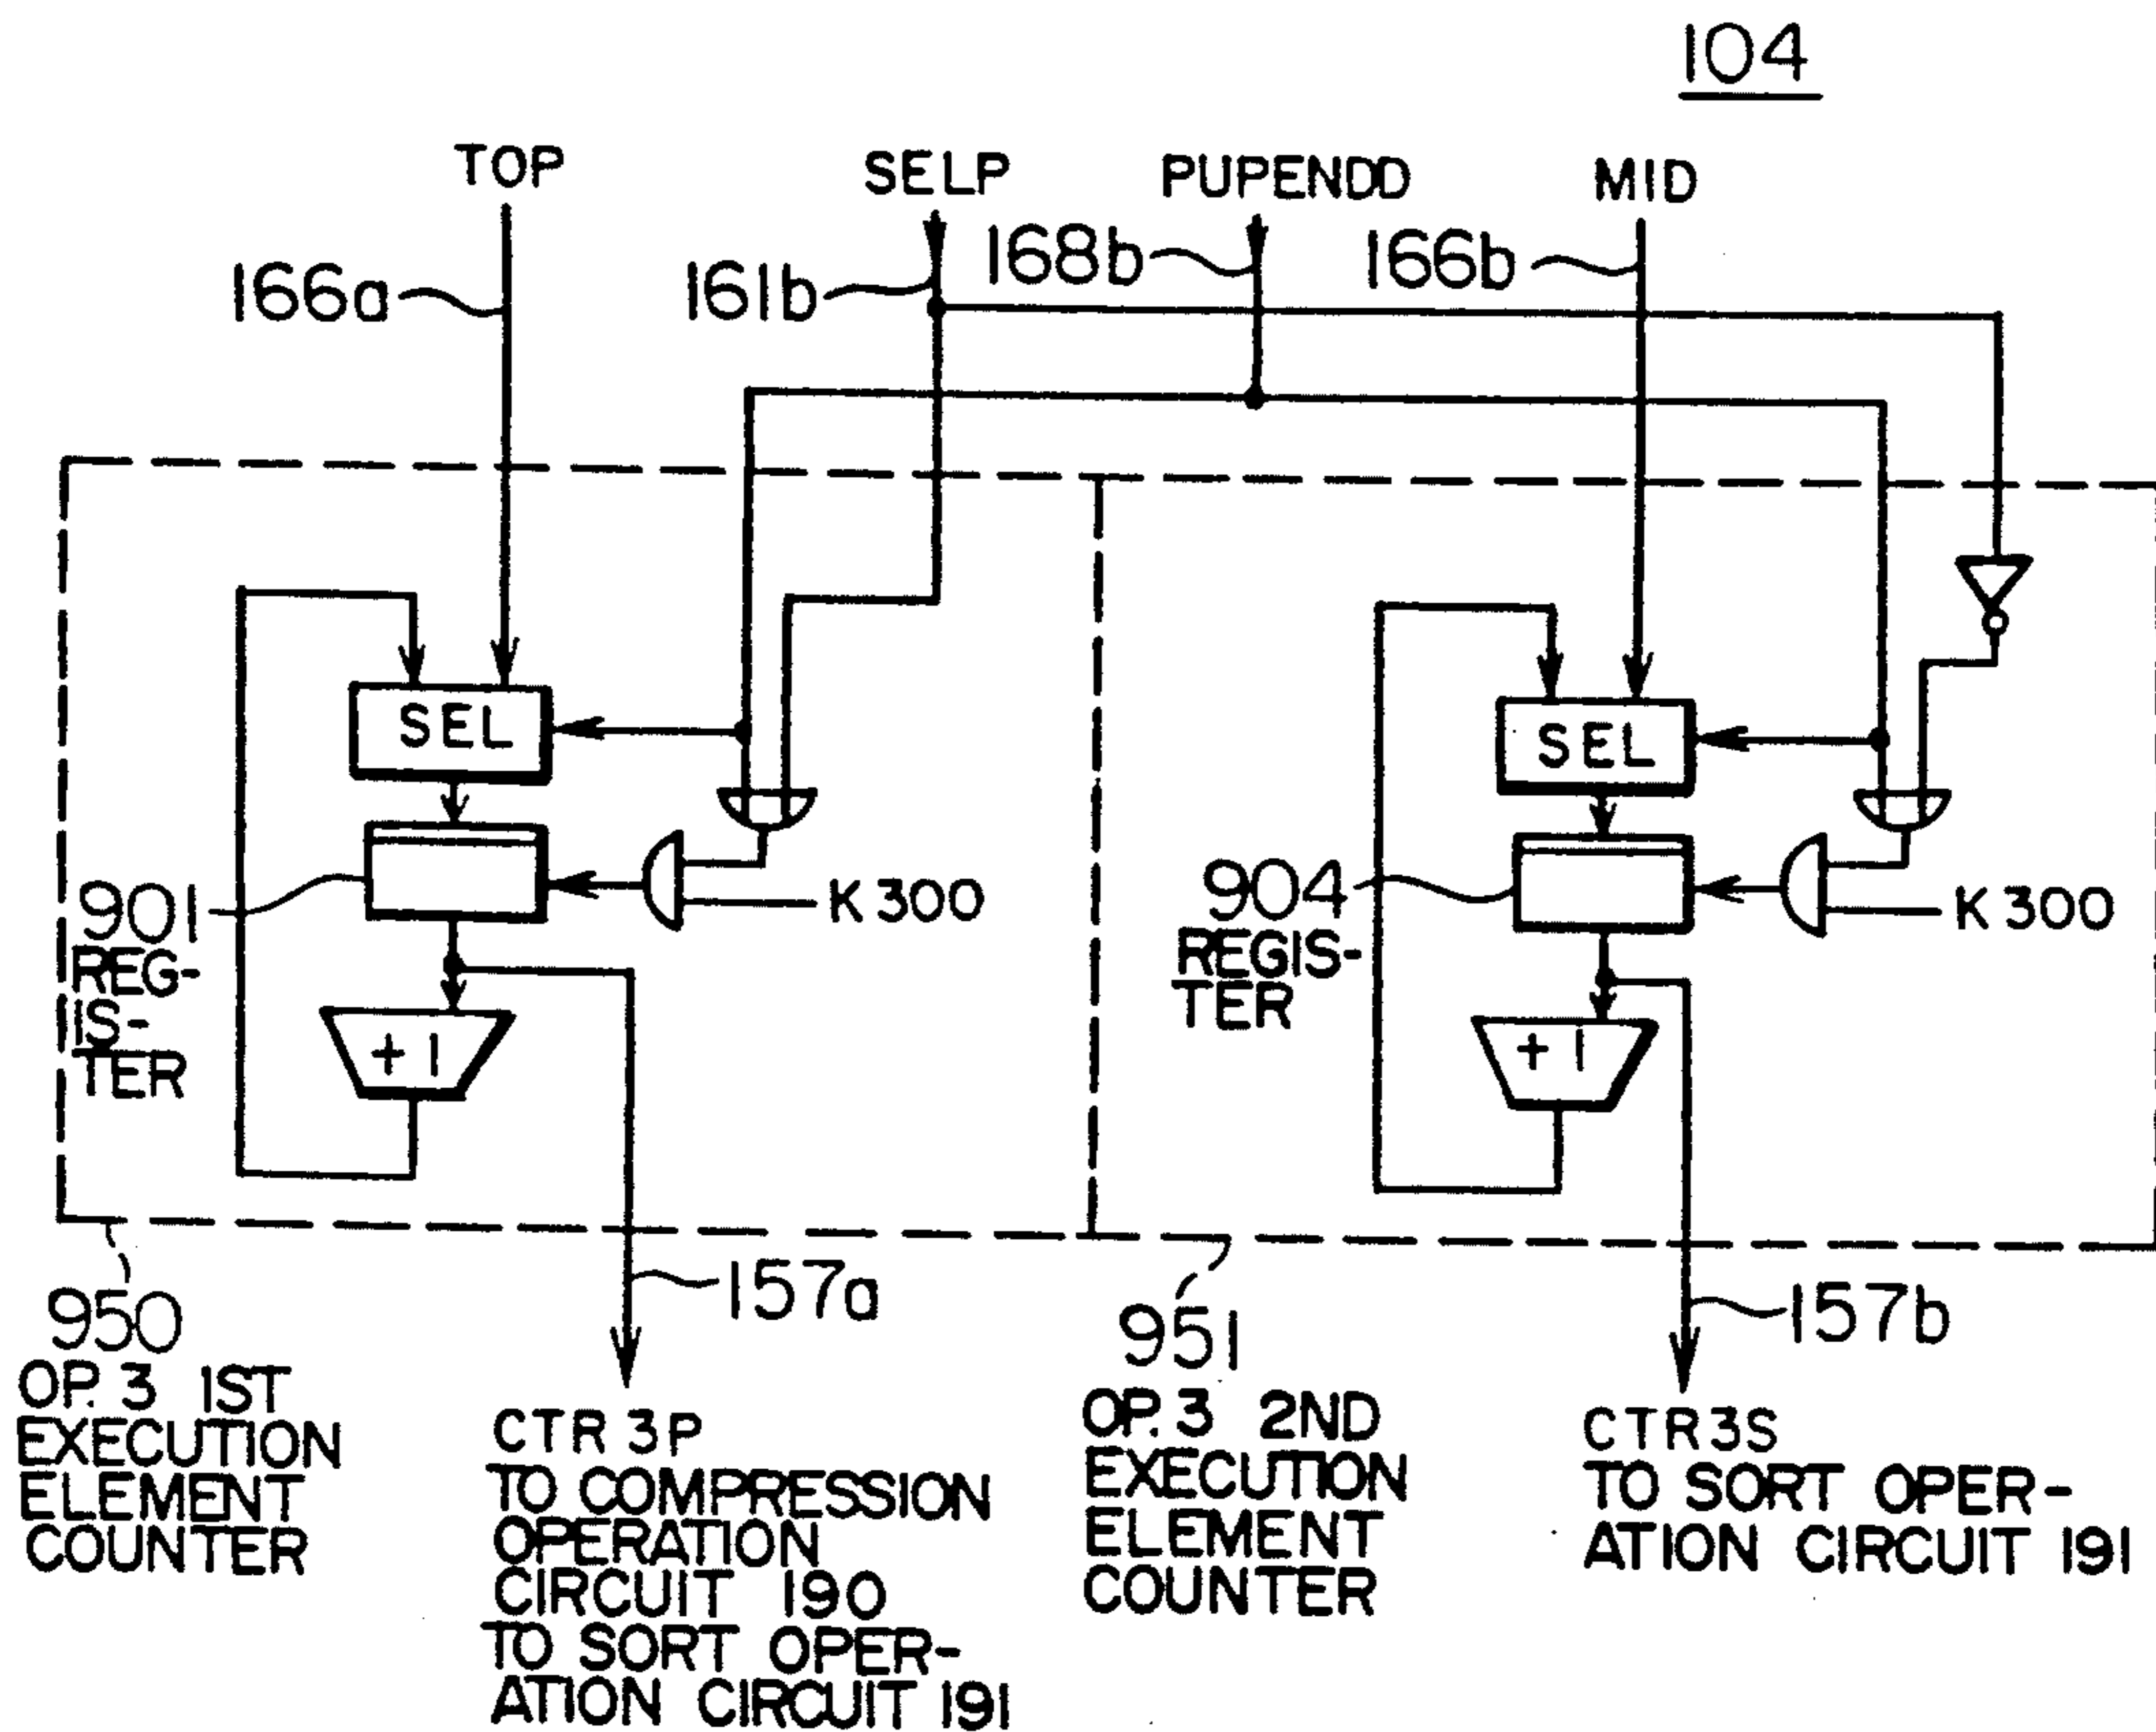 104
TOP
SELP
PUPENDD
MID
166a
161b
168b
166b
SEL
SEL
K300
K300
901
REG-
IS-
TER
904
REGIS-
TER
+1
+1
157a
157b
950
OP. 3 1ST
EXECUTION
ELEMENT
COUNTER
CTR 3P
TO COMPRESSION
OPERATION
CIRCUIT 190
TO SORT OPER-
ATION CIRCUIT 191
951
OP. 3 2ND
EXECUTION
ELEMENT
COUNTER
CTR3S
TO SORT OPER-
ATION CIRCUIT 191